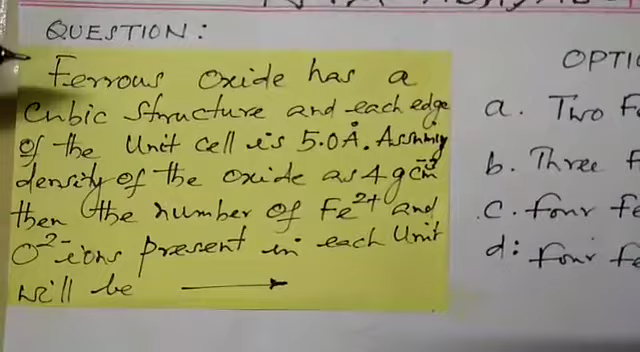 QUESTION :
Ferrous oxide has a
Cubic structure and each edge
of the Unit cell is 5.0Å. Assuming
density of the oxide as 4 g cm⁻³
then the number of Fe²⁺ and
O²⁻ ions present in each Unit
will be
OPTIO
a. Two F
b. Three F
c. four fe
d: four fe